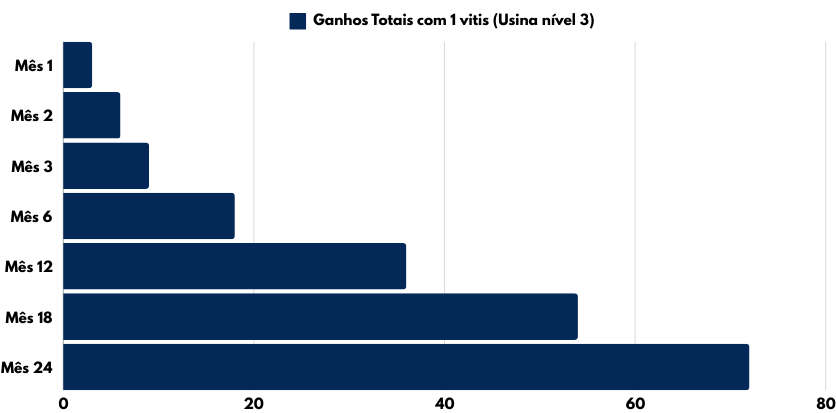 Ganhos Totais com 1 vitis (Usina nível 3)
Mês 1
Mês 2
Mês 3
Mês 6
Mês 12
Mês 18
Mês 24
0 20 40 60 80